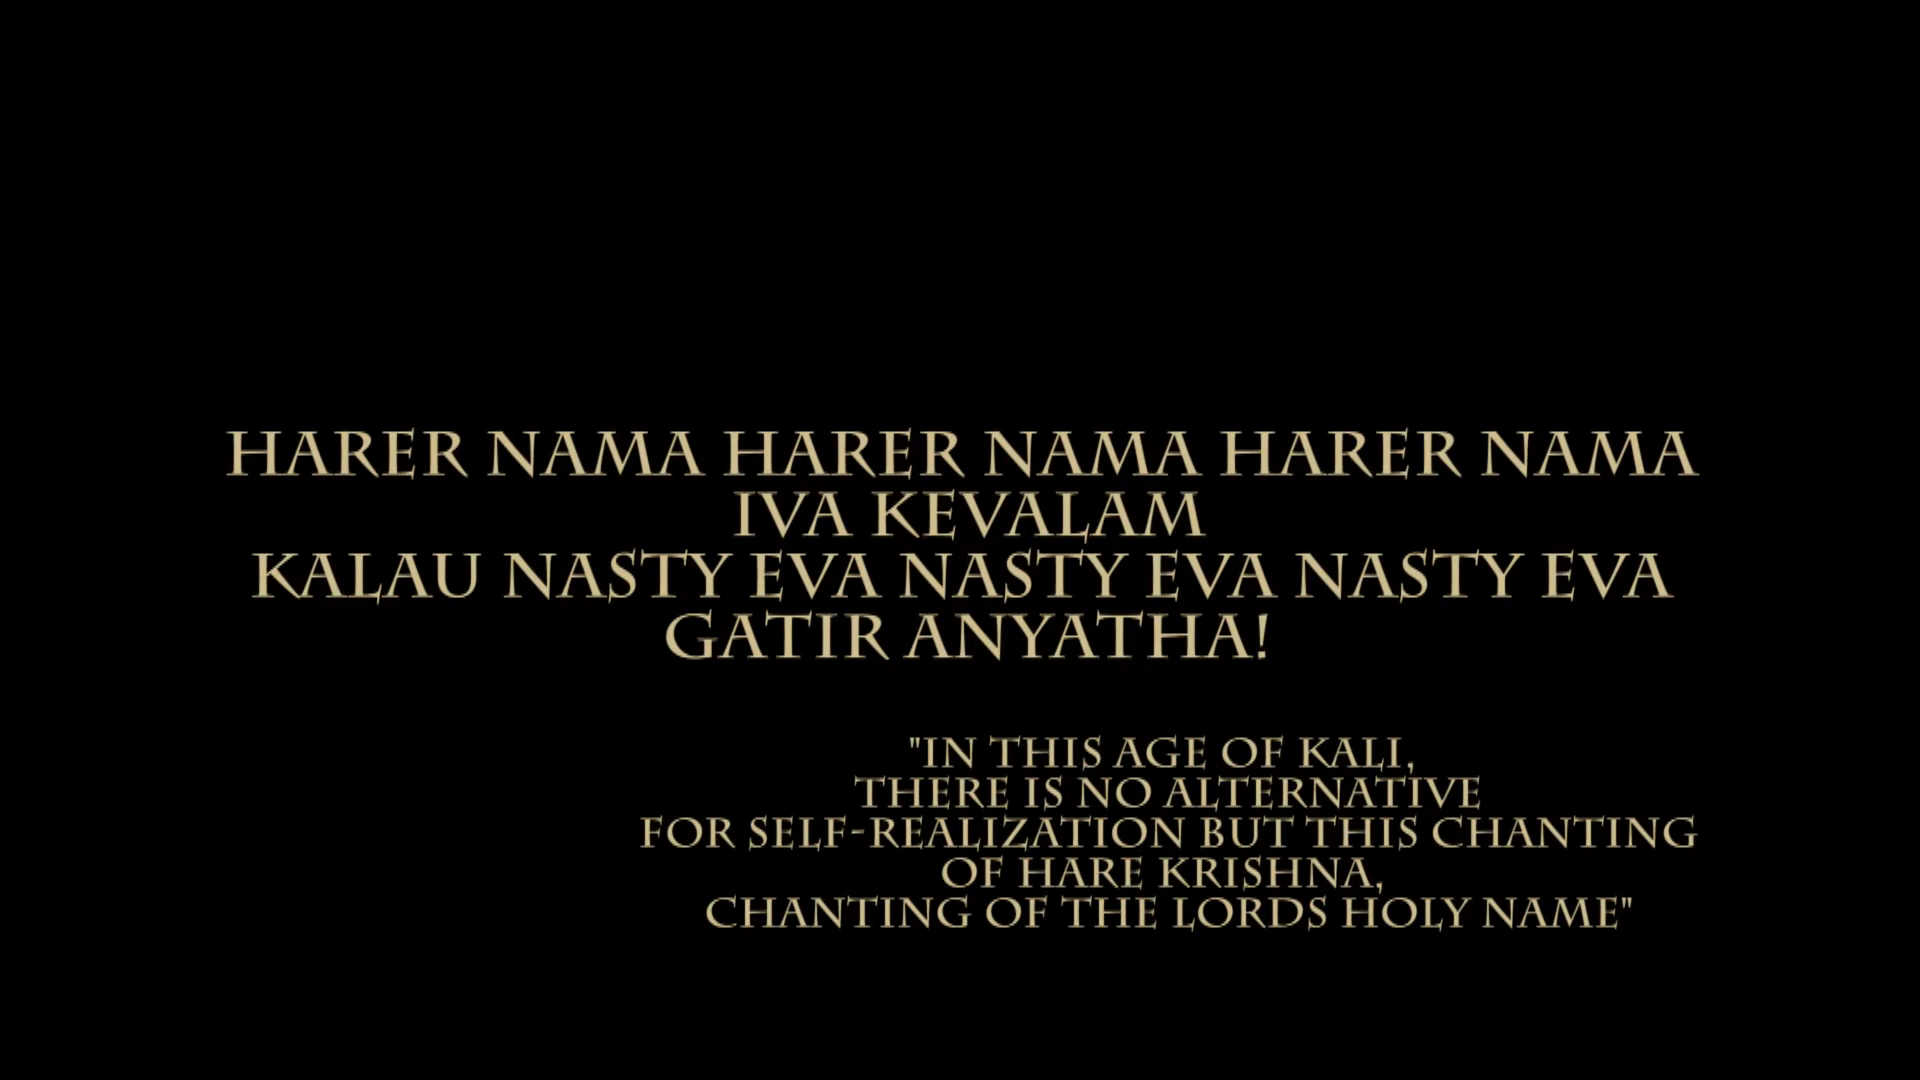 HARER NAMA HARER NAMA HARER NAMA
IVA KEVALAM
KALAU NASTY EVA NASTY EVA NASTY EVA
GATIR ANYATHA!
"IN THIS AGE OF KALI,
THERE IS NO ALTERNATIVE
FOR SELF-REALIZATION BUT THIS CHANTING
OF HARE KRISHNA,
CHANTING OF THE LORDS HOLY NAME"